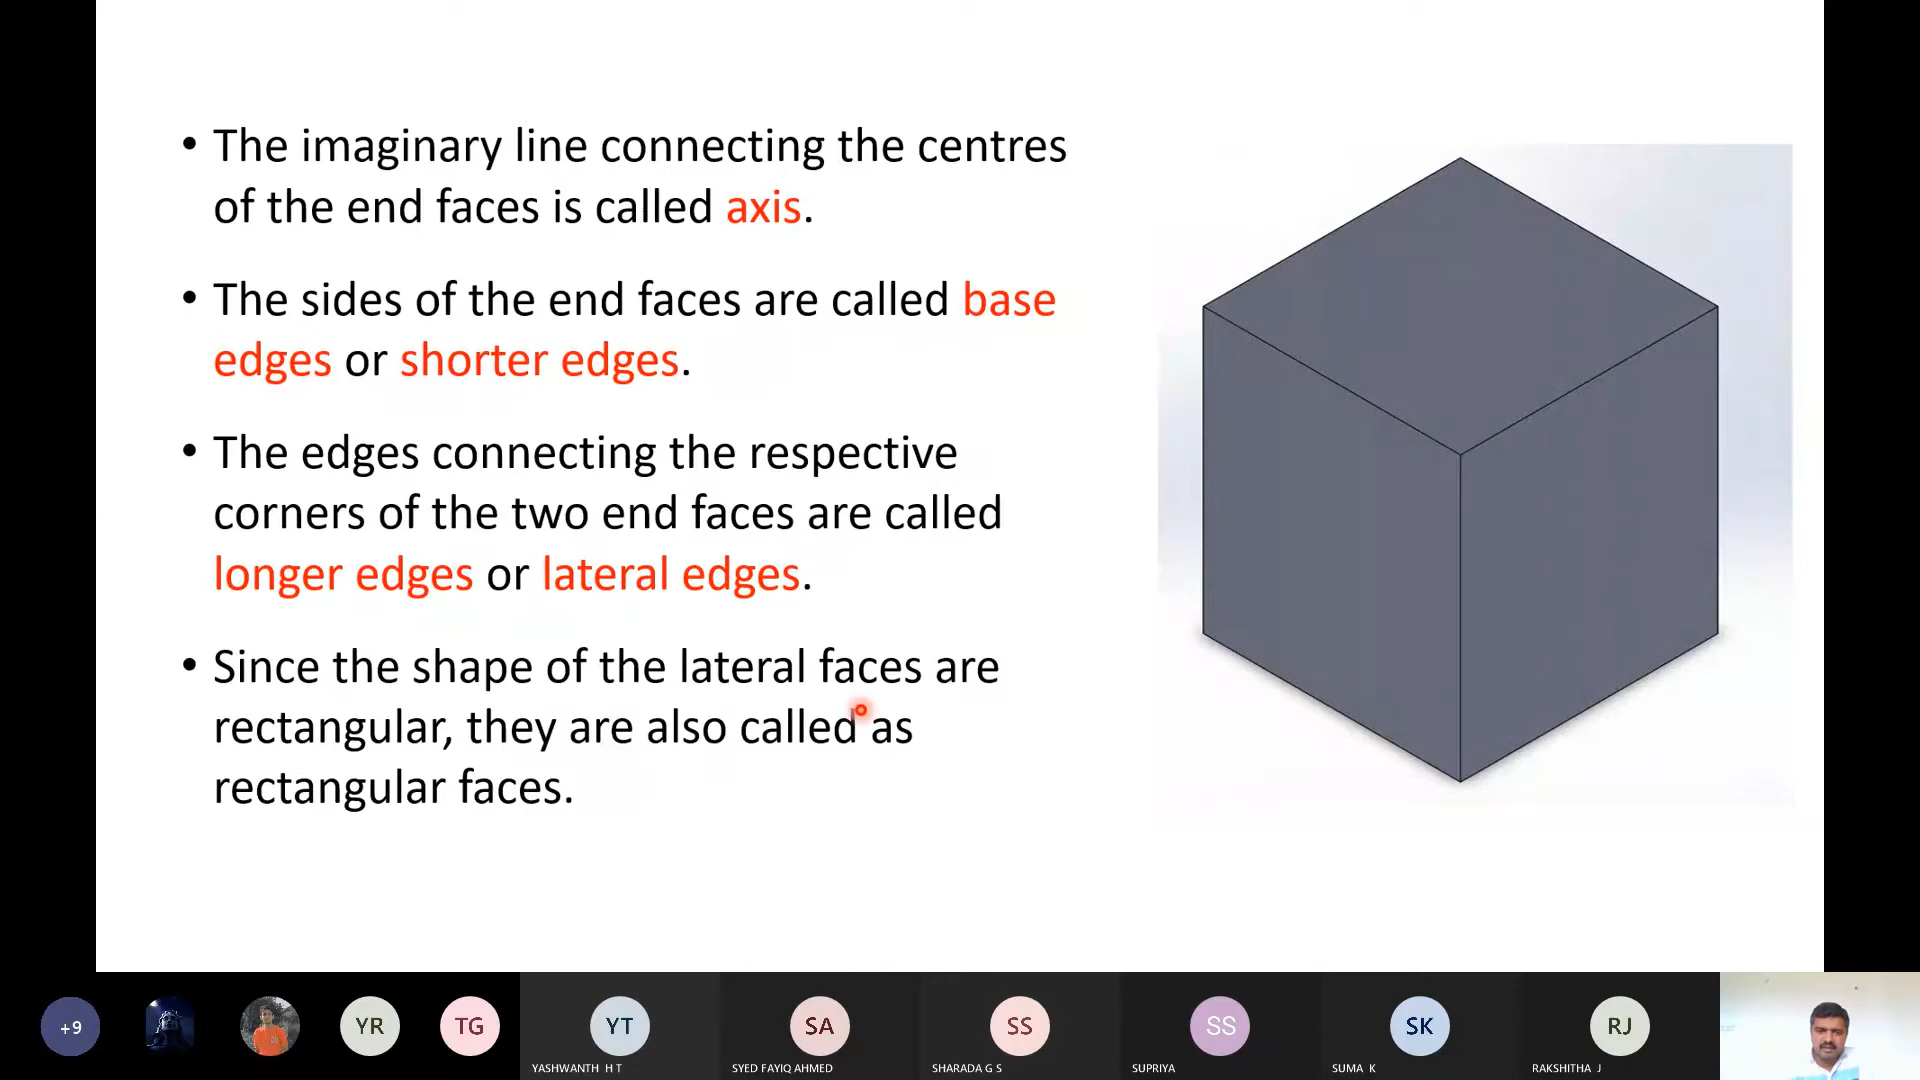 • The imaginary line connecting the centres
of the end faces is called axis.
• The sides of the end faces are called base
edges or shorter edges.
• The edges connecting the respective
corners of the two end faces are called
longer edges or lateral edges.
• Since the shape of the lateral faces are
rectangular, they are also called as
rectangular faces.
+9
YR
TG
YT
SA
SS
SS
SK
RJ
YASHWANTH H T
SYED FAYIQ AHMED
SHARADA G S
SUPRIYA
SUMA K
RAKSHITHA J